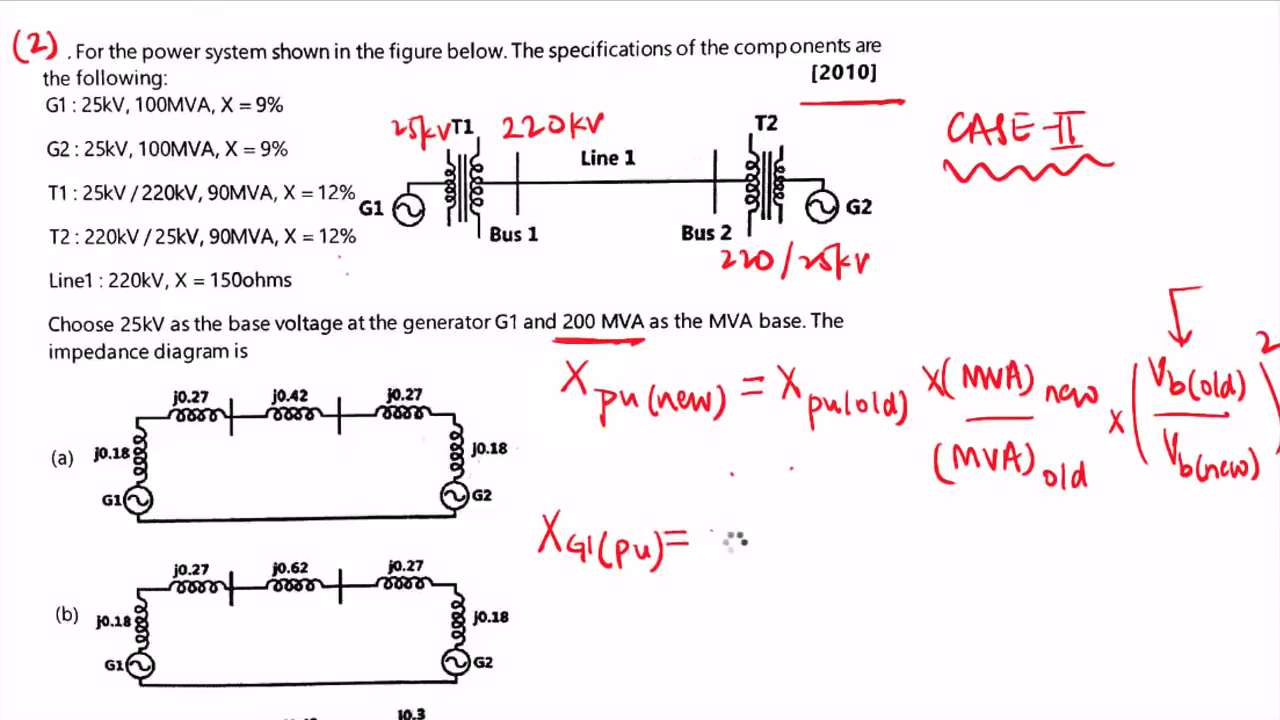 (2) . For the power system shown in the figure below. The specifications of the components are
the following:
[2010]
G1 : 25kV, 100MVA, X = 9%
G2 : 25kV, 100MVA, X = 9%
T1 : 25kV / 220kV, 90MVA, X = 12%
T2 : 220kV / 25kV, 90MVA, X = 12%
Line1 : 220kV, X = 150ohms
25kV T1 220kV
T2
Line 1
G1
G2
Bus 1
Bus 2
220/25kV
CASE-II
Choose 25kV as the base voltage at the generator G1 and 200 MVA as the MVA base. The
impedance diagram is
X pu(new) = X pu(old) x (MVA) new / (MVA) old x ( Vb(old) / Vb(new) ) 2
XG1(pu) =
(a)
j0.27 j0.42 j0.27
j0.18 j0.18
G1 G2
(b)
j0.27 j0.62 j0.27
j0.18 j0.18
G1 G2
j0.3